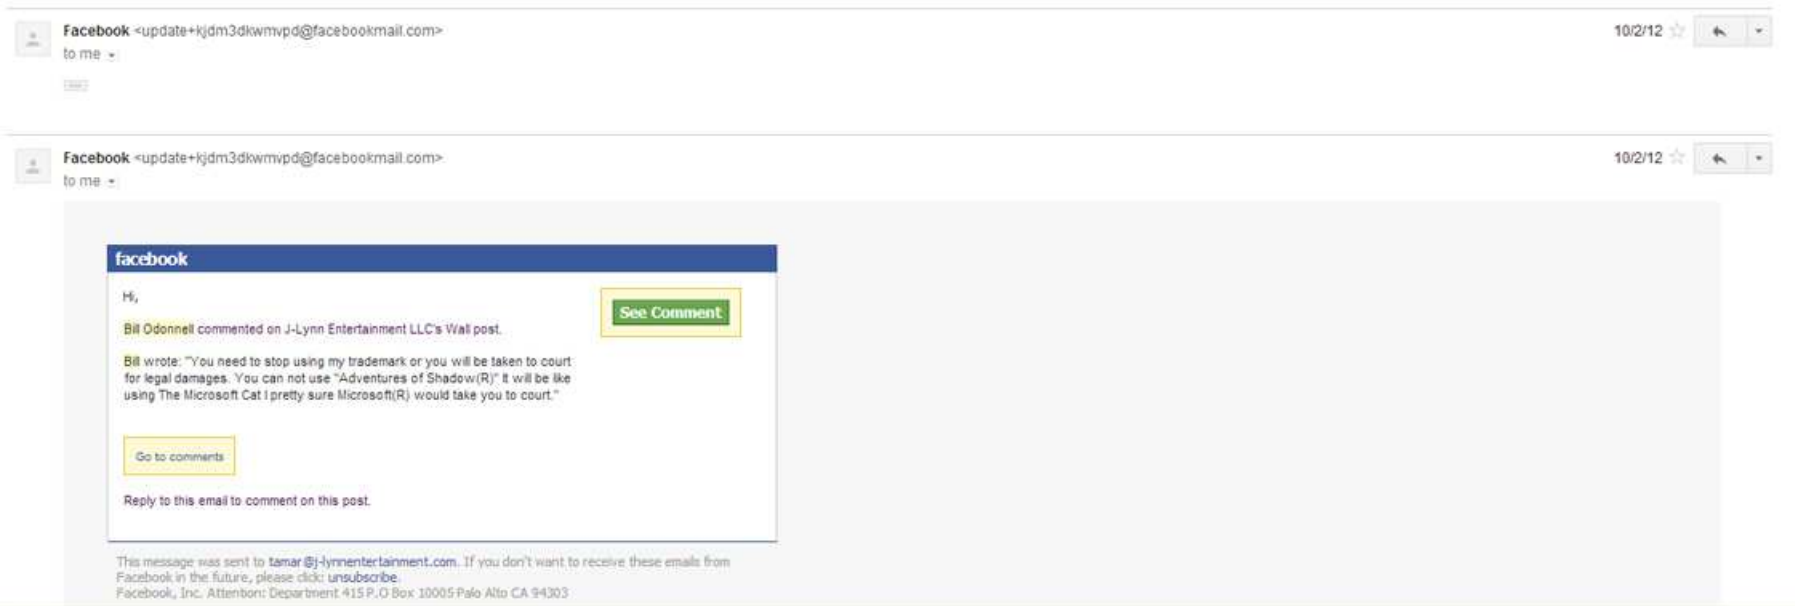 Facebook <update+kjdm3dkwmvpd@facebookmail.com> 10/2/12
to me
Facebook <update+kjdm3dkwmvpd@facebookmail.com> 10/2/12
to me
facebook
Hi,
See Comment
Bill Odonnell commented on J-Lynn Entertainment LLC's Wall post.
Bill wrote: "You need to stop using my trademark or you will be taken to court
for legal damages. You can not use "Adventures of Shadow(R)" It will be like
using The Microsoft Cat I pretty sure Microsoft(R) would take you to court."
Go to comments
Reply to this email to comment on this post.
This message was sent to tamar@j-lynnentertainment.com. If you don't want to receive these emails from
Facebook in the future, please click: unsubscribe.
Facebook, Inc. Attention: Department 415 P.O Box 10005 Palo Alto CA 94303